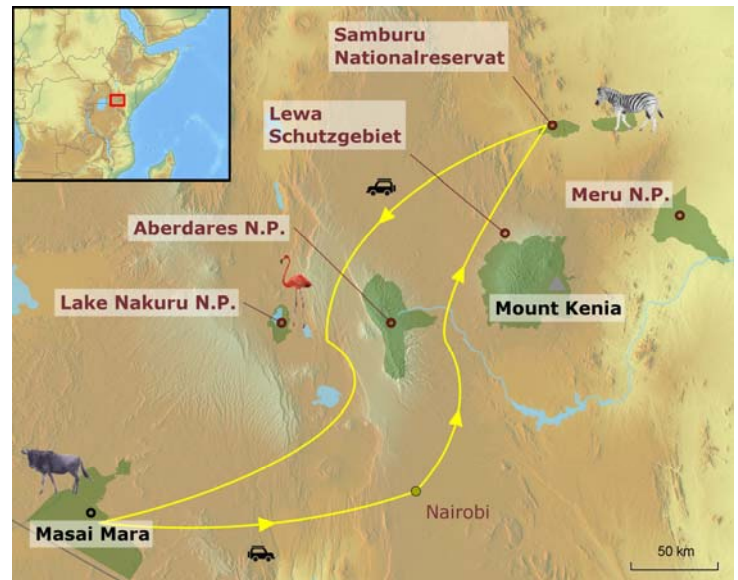 Samburu
Nationalreservat
Lewa
Schutzgebiet
Meru N.P.
Aberdares N.P.
Lake Nakuru N.P.
Mount Kenia
Masai Mara
Nairobi
50 km